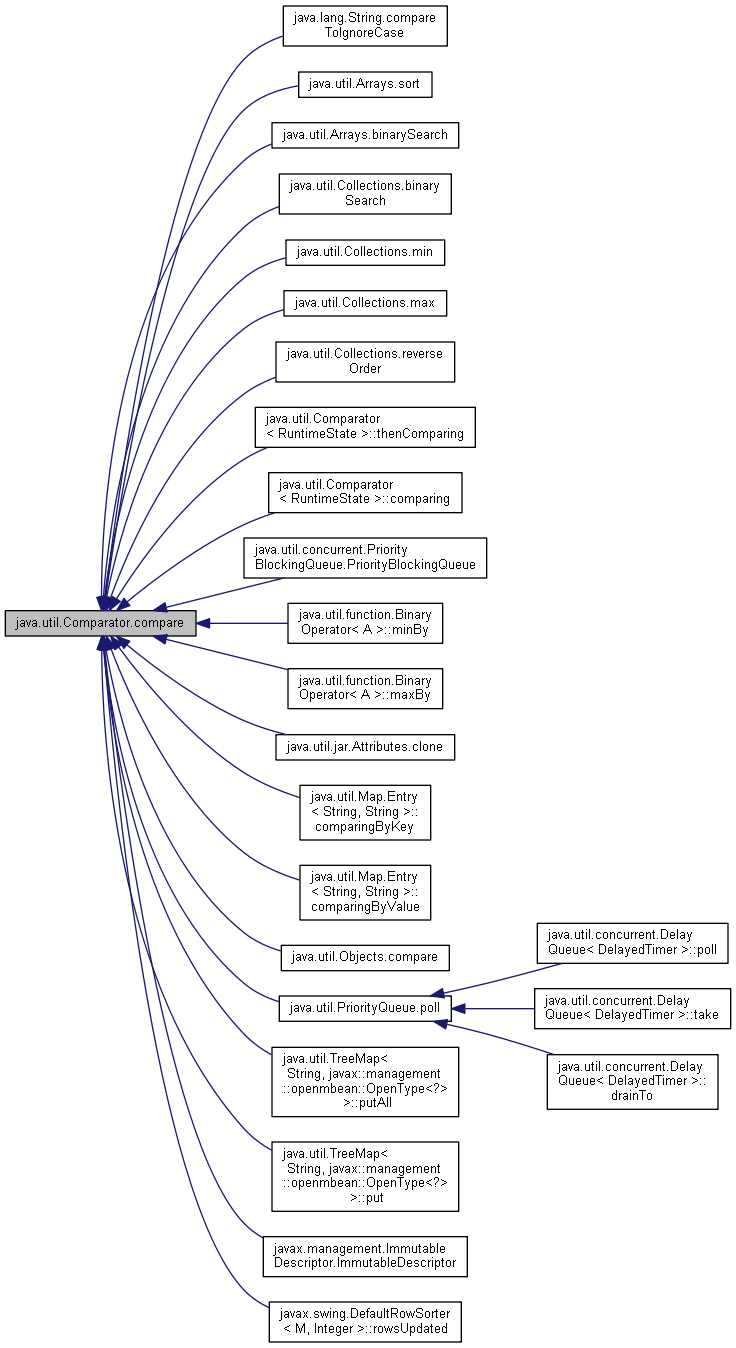 java.lang.String.compare
ToIgnoreCase
java.util.Arrays.sort
java.util.Arrays.binarySearch
java.util.Collections.binary
Search
java.util.Collections.min
java.util.Collections.max
java.util.Collections.reverse
Order
java.util.Comparator
< RuntimeState >::thenComparing
java.util.Comparator
< RuntimeState >::comparing
java.util.concurrent.Priority
BlockingQueue.PriorityBlockingQueue
java.util.Comparator.compare
java.util.function.Binary
Operator< A >::minBy
java.util.function.Binary
Operator< A >::maxBy
java.util.jar.Attributes.clone
java.util.Map.Entry
< String, String >::
comparingByKey
java.util.Map.Entry
< String, String >::
comparingByValue
java.util.Objects.compare
java.util.PriorityQueue.poll
java.util.concurrent.Delay
Queue< DelayedTimer >::poll
java.util.concurrent.Delay
Queue< DelayedTimer >::take
java.util.concurrent.Delay
Queue< DelayedTimer >::
drainTo
java.util.TreeMap<
String, javax::management
::openmbean::OpenType<?>
>::putAll
java.util.TreeMap<
String, javax::management
::openmbean::OpenType<?>
>::put
javax.management.Immutable
Descriptor.ImmutableDescriptor
javax.swing.DefaultRowSorter
< M, Integer >::rowsUpdated